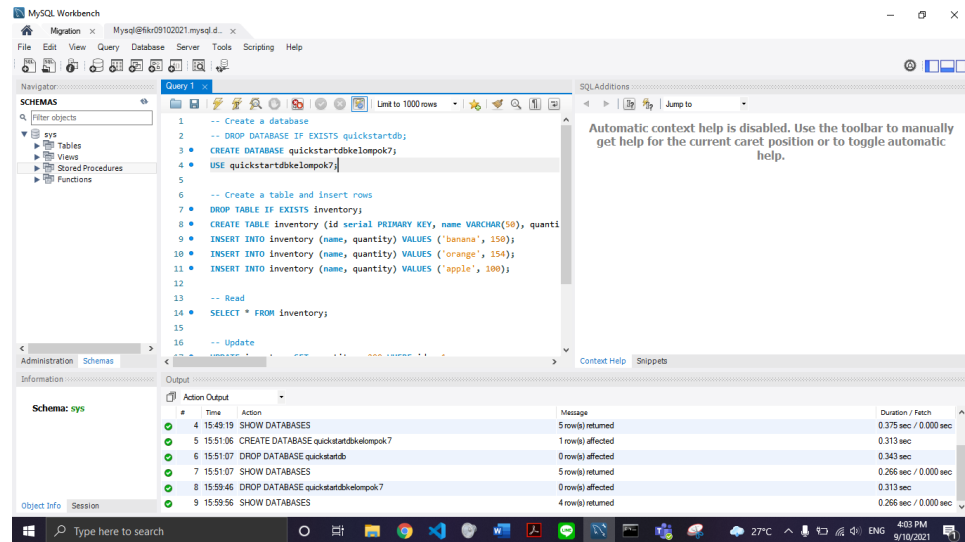 MySQL Workbench
Migration × Mysql@fikr09102021.mysql.d.. ×
File Edit View Query Database Server Tools Scripting Help
Navigator
SCHEMAS
Filter objects
sys
Tables
Views
Stored Procedures
Functions
Administration Schemas
Information
Schema: sys
Object Info Session
Query 1 ×
Limit to 1000 rows
1 -- Create a database
2 -- DROP DATABASE IF EXISTS quickstartdb;
3 CREATE DATABASE quickstartdbkelompok7;
4 USE quickstartdbkelompok7;
5
6 -- Create a table and insert rows
7 DROP TABLE IF EXISTS inventory;
8 CREATE TABLE inventory (id serial PRIMARY KEY, name VARCHAR(50), quanti
9 INSERT INTO inventory (name, quantity) VALUES ('banana', 150);
10 INSERT INTO inventory (name, quantity) VALUES ('orange', 154);
11 INSERT INTO inventory (name, quantity) VALUES ('apple', 100);
12
13 -- Read
14 SELECT * FROM inventory;
15
16 -- Update
SQLAdditions
Jump to
Automatic context help is disabled. Use the toolbar to manually
get help for the current caret position or to toggle automatic
help.
Context Help Snippets
Output
Action Output
# Time Action Message Duration / Fetch
4 15:49:19 SHOW DATABASES 5 row(s) returned 0.375 sec / 0.000 sec
5 15:51:06 CREATE DATABASE quickstartdbkelompok7 1 row(s) affected 0.313 sec
6 15:51:07 DROP DATABASE quickstartdb 0 row(s) affected 0.343 sec
7 15:51:07 SHOW DATABASES 5 row(s) returned 0.266 sec / 0.000 sec
8 15:59:46 DROP DATABASE quickstartdbkelompok7 0 row(s) affected 0.313 sec
9 15:59:56 SHOW DATABASES 4 row(s) returned 0.266 sec / 0.000 sec
Type here to search
27°C
ENG
4:03 PM
9/10/2021